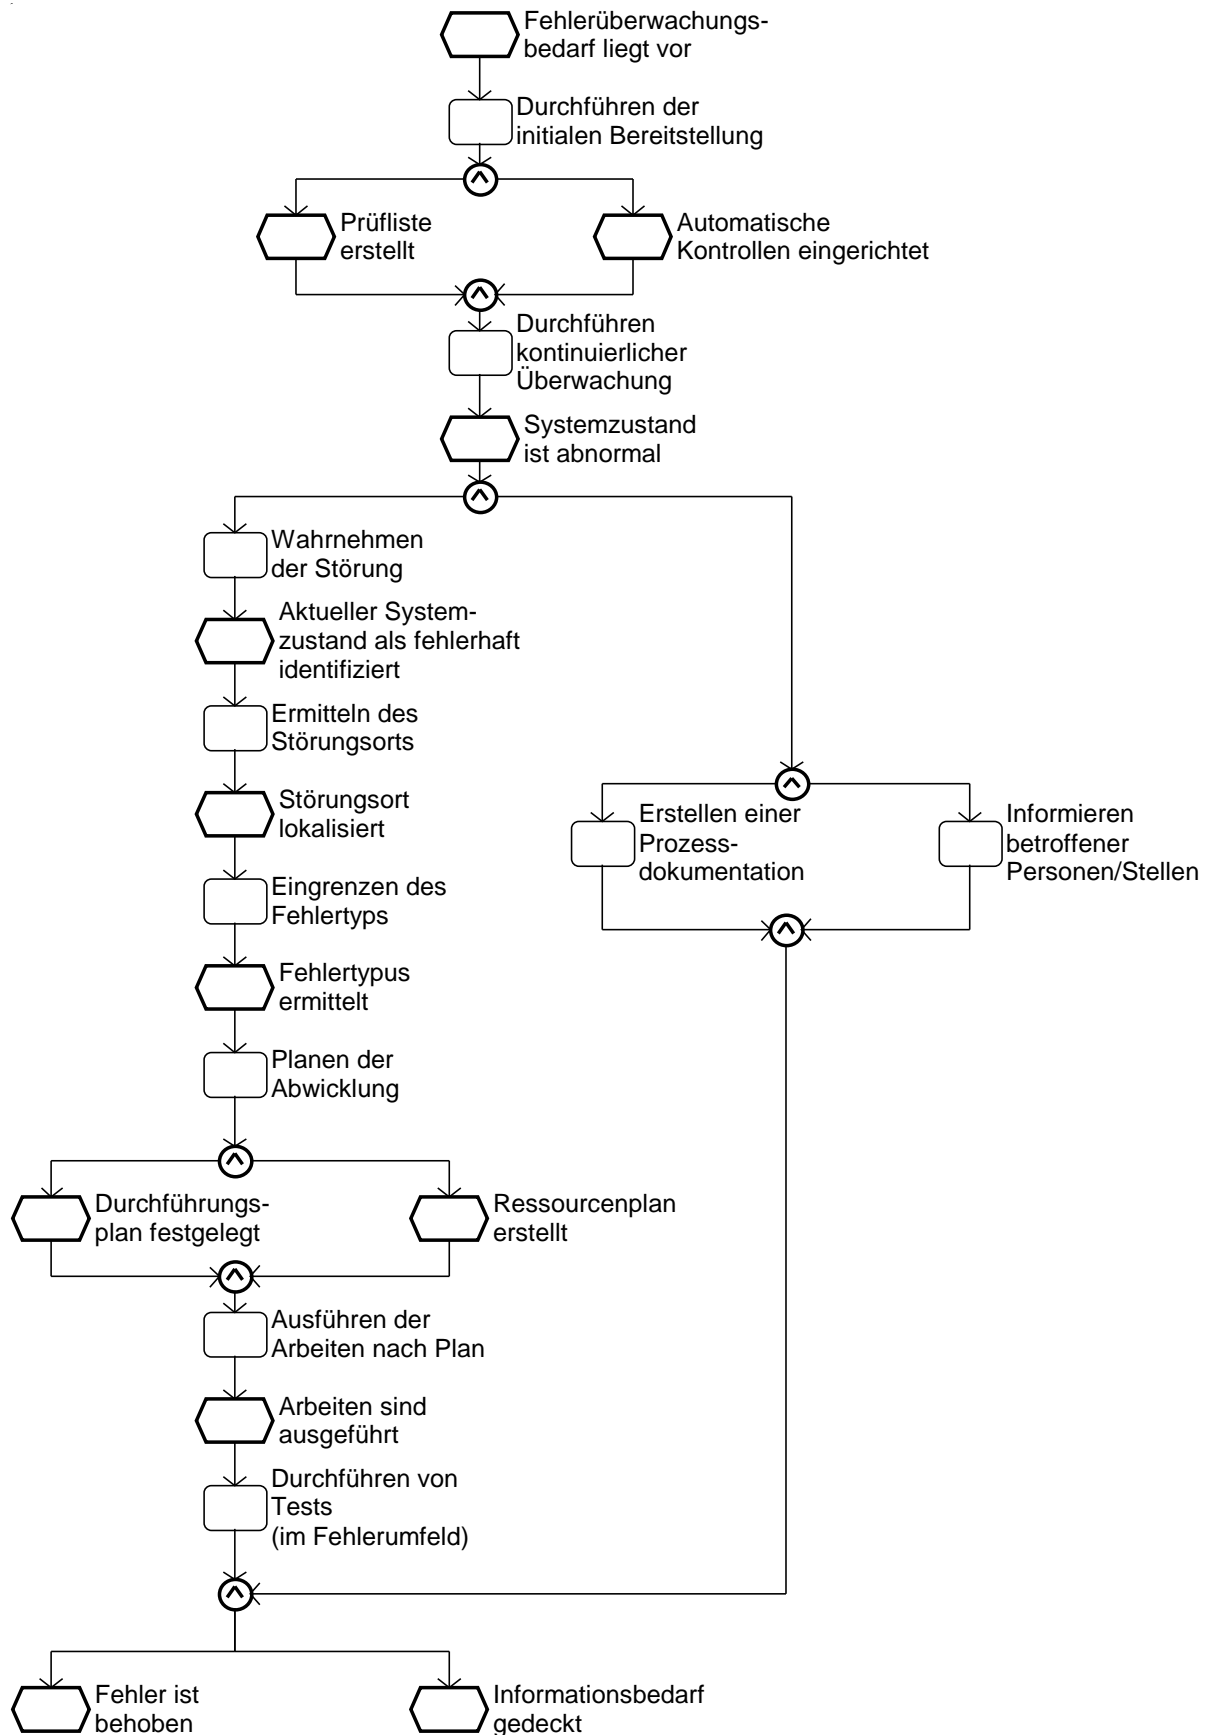 Fehlerüberwachungs-
bedarf liegt vor
Durchführen der
initialen Bereitstellung
Prüfliste
erstellt
Automatische
Kontrollen eingerichtet
Durchführen
kontinuierlicher
Überwachung
Systemzustand
ist abnormal
Wahrnehmen
der Störung
Aktueller System-
zustand als fehlerhaft
identifiziert
Ermitteln des
Störungsorts
Störungsort
lokalisiert
Erstellen einer
Prozess-
dokumentation
Informieren
betroffener
Personen/Stellen
Eingrenzen des
Fehlertyps
Fehlertypus
ermittelt
Planen der
Abwicklung
Durchführungs-
plan festgelegt
Ressourcenplan
erstellt
Ausführen der
Arbeiten nach Plan
Arbeiten sind
ausgeführt
Durchführen von
Tests
(im Fehlerumfeld)
Fehler ist
behoben
Informationsbedarf
gedeckt